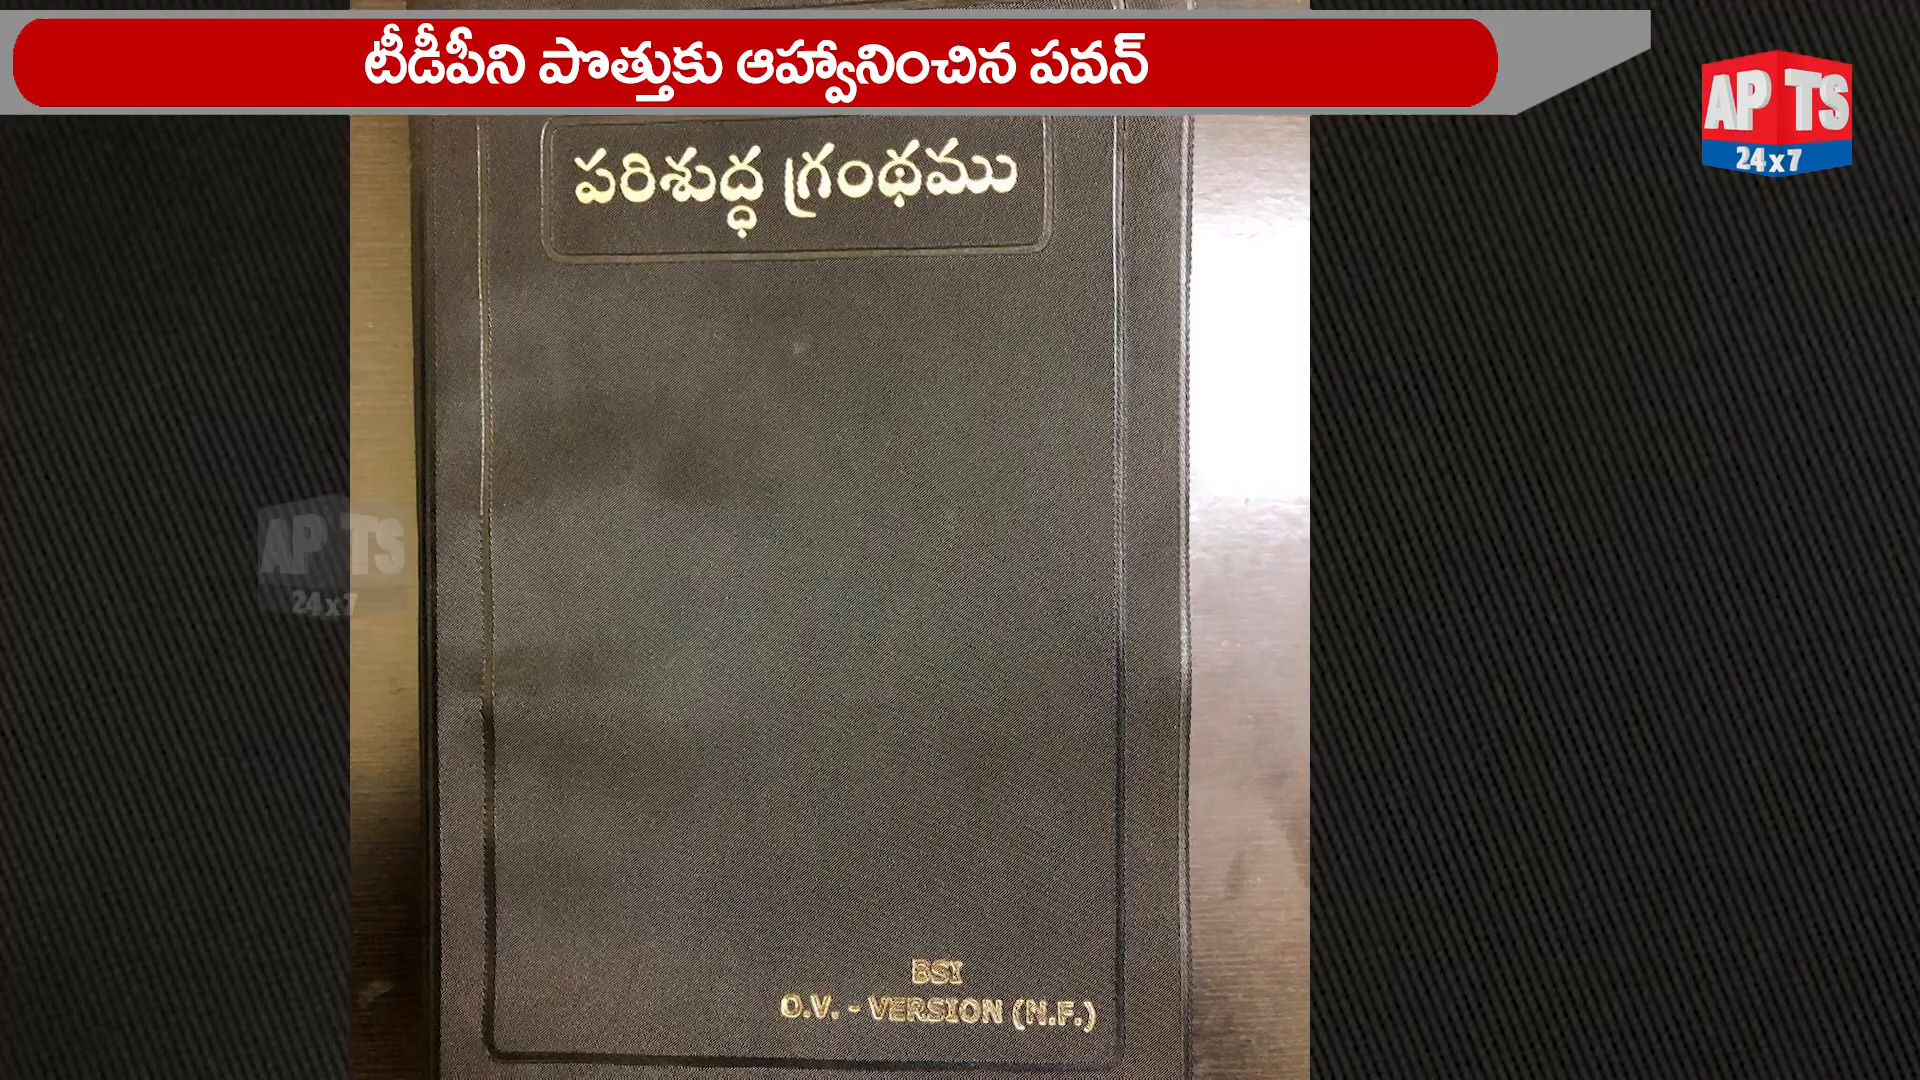 టీడీపీని పొత్తుకు ఆహ్వానించిన పవన్
AP TS
24x7
పరిశుద్ధ గ్రంథము
AP TS
24x7
BSI
O.V. - VERSION (N.F.)